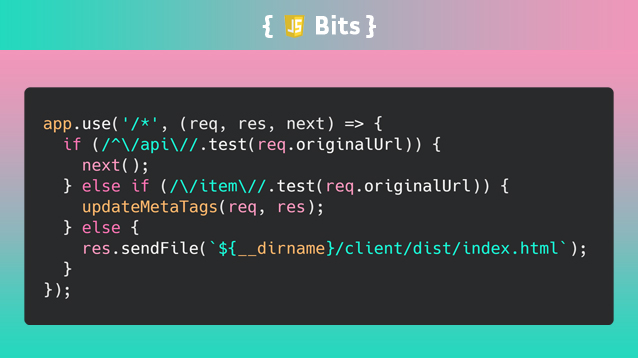 { JS Bits }
app.use('/*', (req, res, next) => {
  if (/^\/api\//.test(req.originalUrl)) {
    next();
  } else if (/\/item\//.test(req.originalUrl)) {
    updateMetaTags(req, res);
  } else {
    res.sendFile(`${__dirname}/client/dist/index.html`);
  }
});